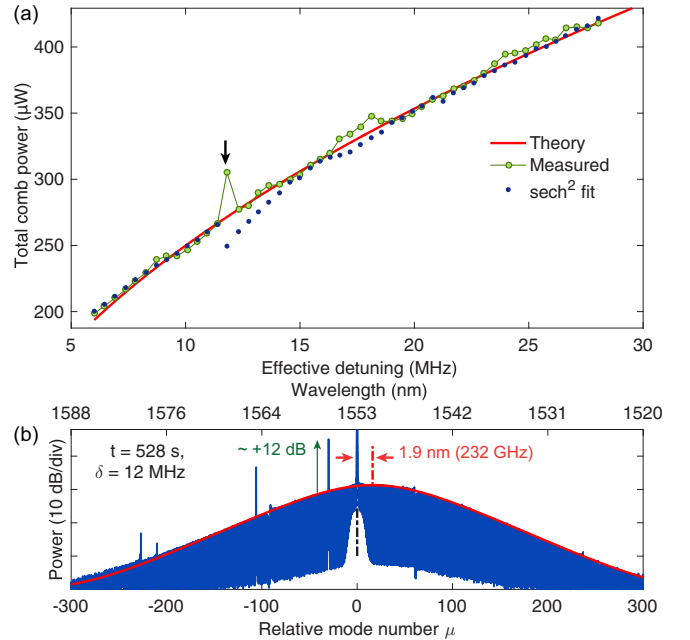 (a)
400
350
300
250
200
Total comb power (µW)
Theory
Measured
sech² fit
5 10 15 20 25 30
Effective detuning (MHz)
Wavelength (nm)
1588 1576 1564 1553 1542 1531 1520
(b)
t = 528 s,
δ = 12 MHz
~ +12 dB
1.9 nm (232 GHz)
Power (10 dB/div)
-300 -200 -100 0 100 200 300
Relative mode number µ